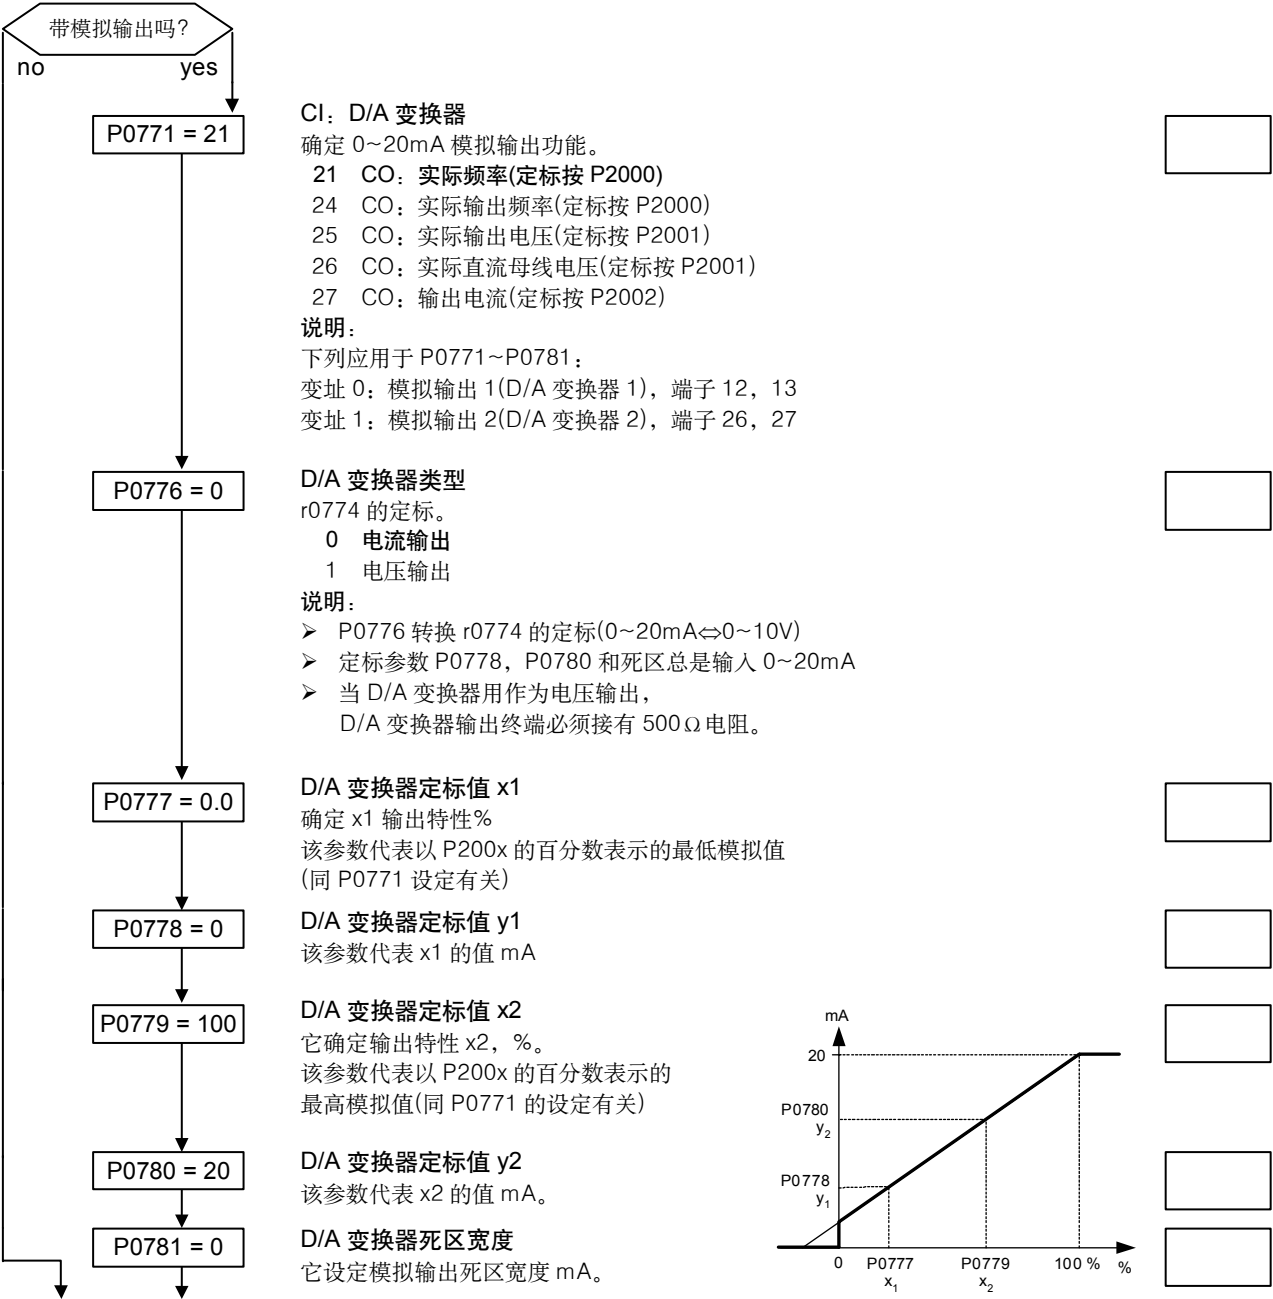 带模拟输出吗?
no yes
P0771 = 21
CI：D/A 变换器
确定 0~20mA 模拟输出功能。
21 CO：实际频率(定标按 P2000)
24 CO：实际输出频率(定标按 P2000)
25 CO：实际输出电压(定标按 P2001)
26 CO：实际直流母线电压(定标按 P2001)
27 CO：输出电流(定标按 P2002)
说明：
下列应用于 P0771~P0781：
变址 0：模拟输出 1(D/A 变换器 1)，端子 12，13
变址 1：模拟输出 2(D/A 变换器 2)，端子 26，27
P0776 = 0
D/A 变换器类型
r0774 的定标。
0 电流输出
1 电压输出
说明：
➢ P0776 转换 r0774 的定标(0~20mA⇔0~10V)
➢ 定标参数 P0778，P0780 和死区总是输入 0~20mA
➢ 当 D/A 变换器用作为电压输出，
D/A 变换器输出终端必须接有 500Ω电阻。
P0777 = 0.0
D/A 变换器定标值 x1
确定 x1 输出特性%
该参数代表以 P200x 的百分数表示的最低模拟值
(同 P0771 设定有关)
P0778 = 0
D/A 变换器定标值 y1
该参数代表 x1 的值 mA
P0779 = 100
D/A 变换器定标值 x2
它确定输出特性 x2，%。
该参数代表以 P200x 的百分数表示的
最高模拟值(同 P0771 的设定有关)
P0780 = 20
D/A 变换器定标值 y2
该参数代表 x2 的值 mA。
P0781 = 0
D/A 变换器死区宽度
它设定模拟输出死区宽度 mA。
mA
20
P0780
y2
P0778
y1
0 P0777 P0779 100 % %
x1 x2